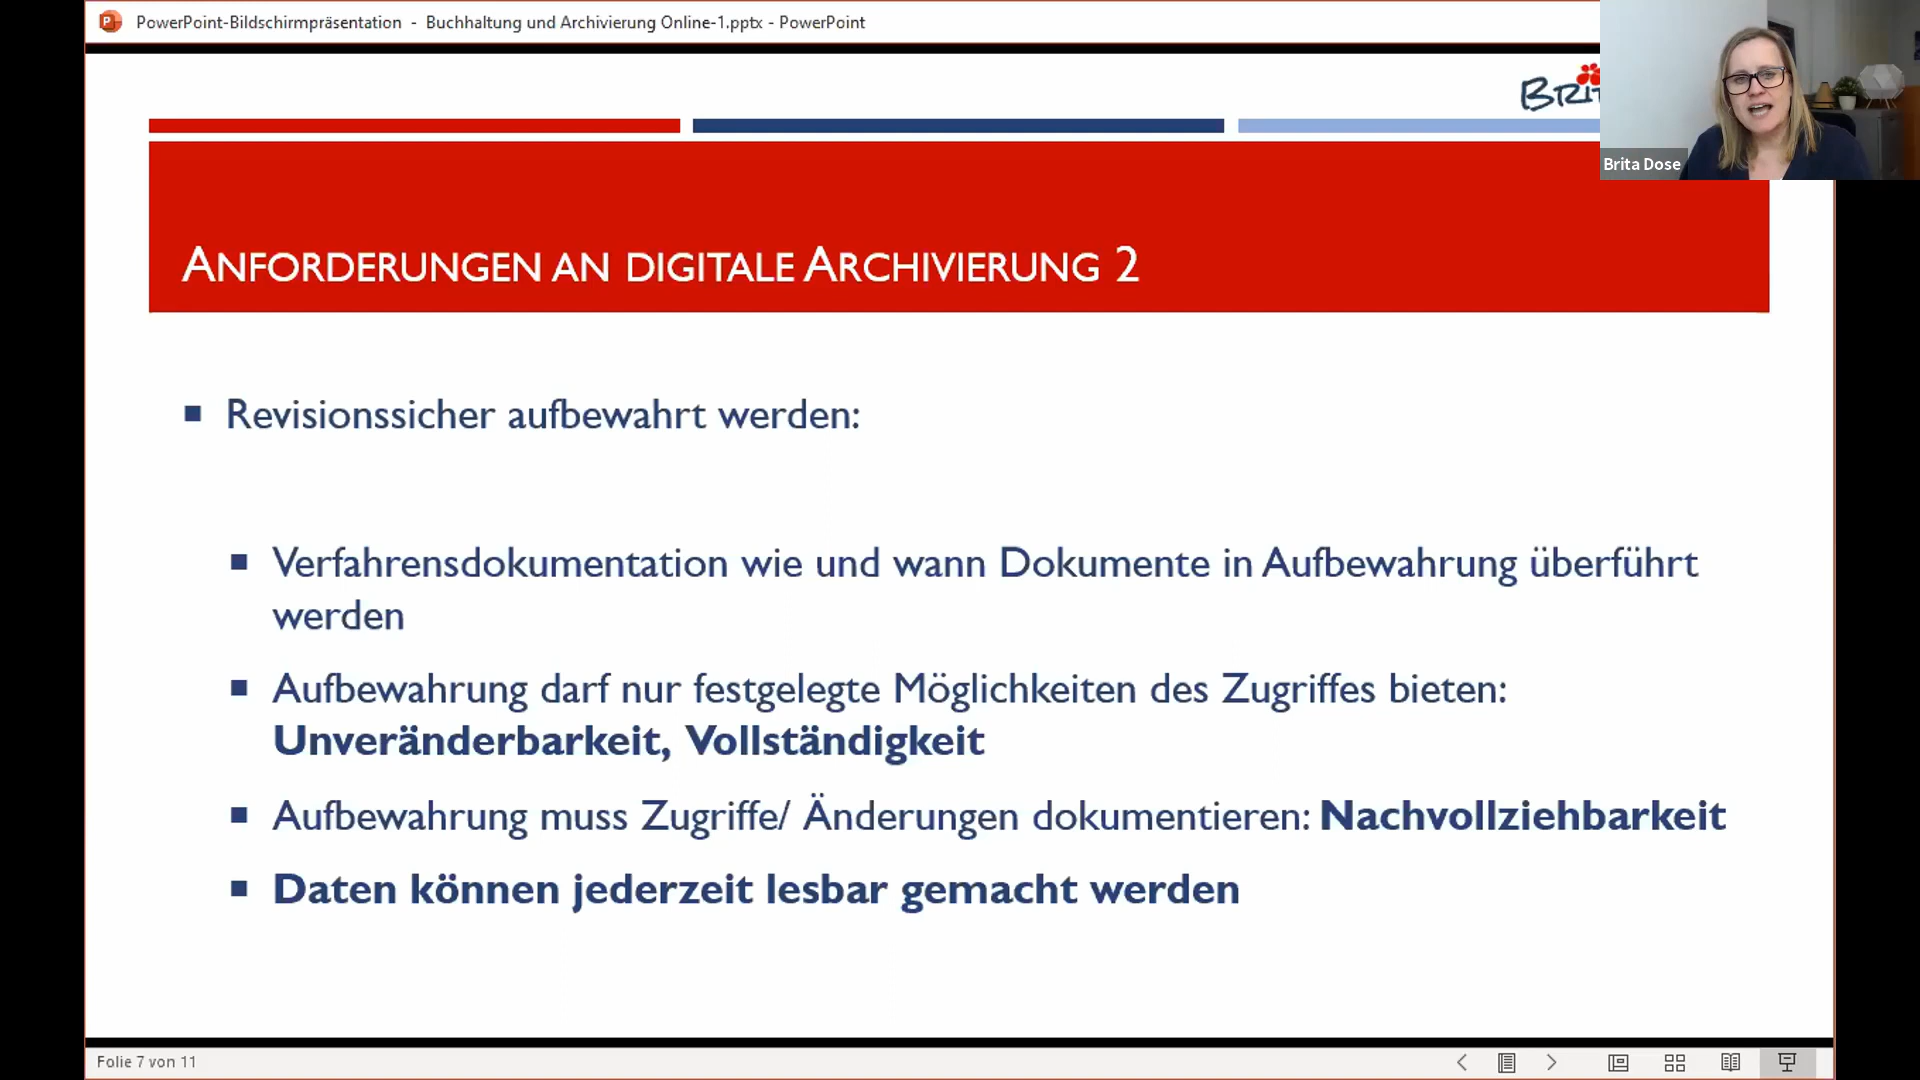 PowerPoint-Bildschirmpräsentation - Buchhaltung und Archivierung Online-1.pptx - PowerPoint
Brita Dose
Anforderungen an digitale Archivierung 2
Revisionssicher aufbewahrt werden:
Verfahrensdokumentation wie und wann Dokumente in Aufbewahrung überführt
werden
Aufbewahrung darf nur festgelegte Möglichkeiten des Zugriffes bieten:
Unveränderbarkeit, Vollständigkeit
Aufbewahrung muss Zugriffe/ Änderungen dokumentieren: Nachvollziehbarkeit
Daten können jederzeit lesbar gemacht werden
Folie 7 von 11